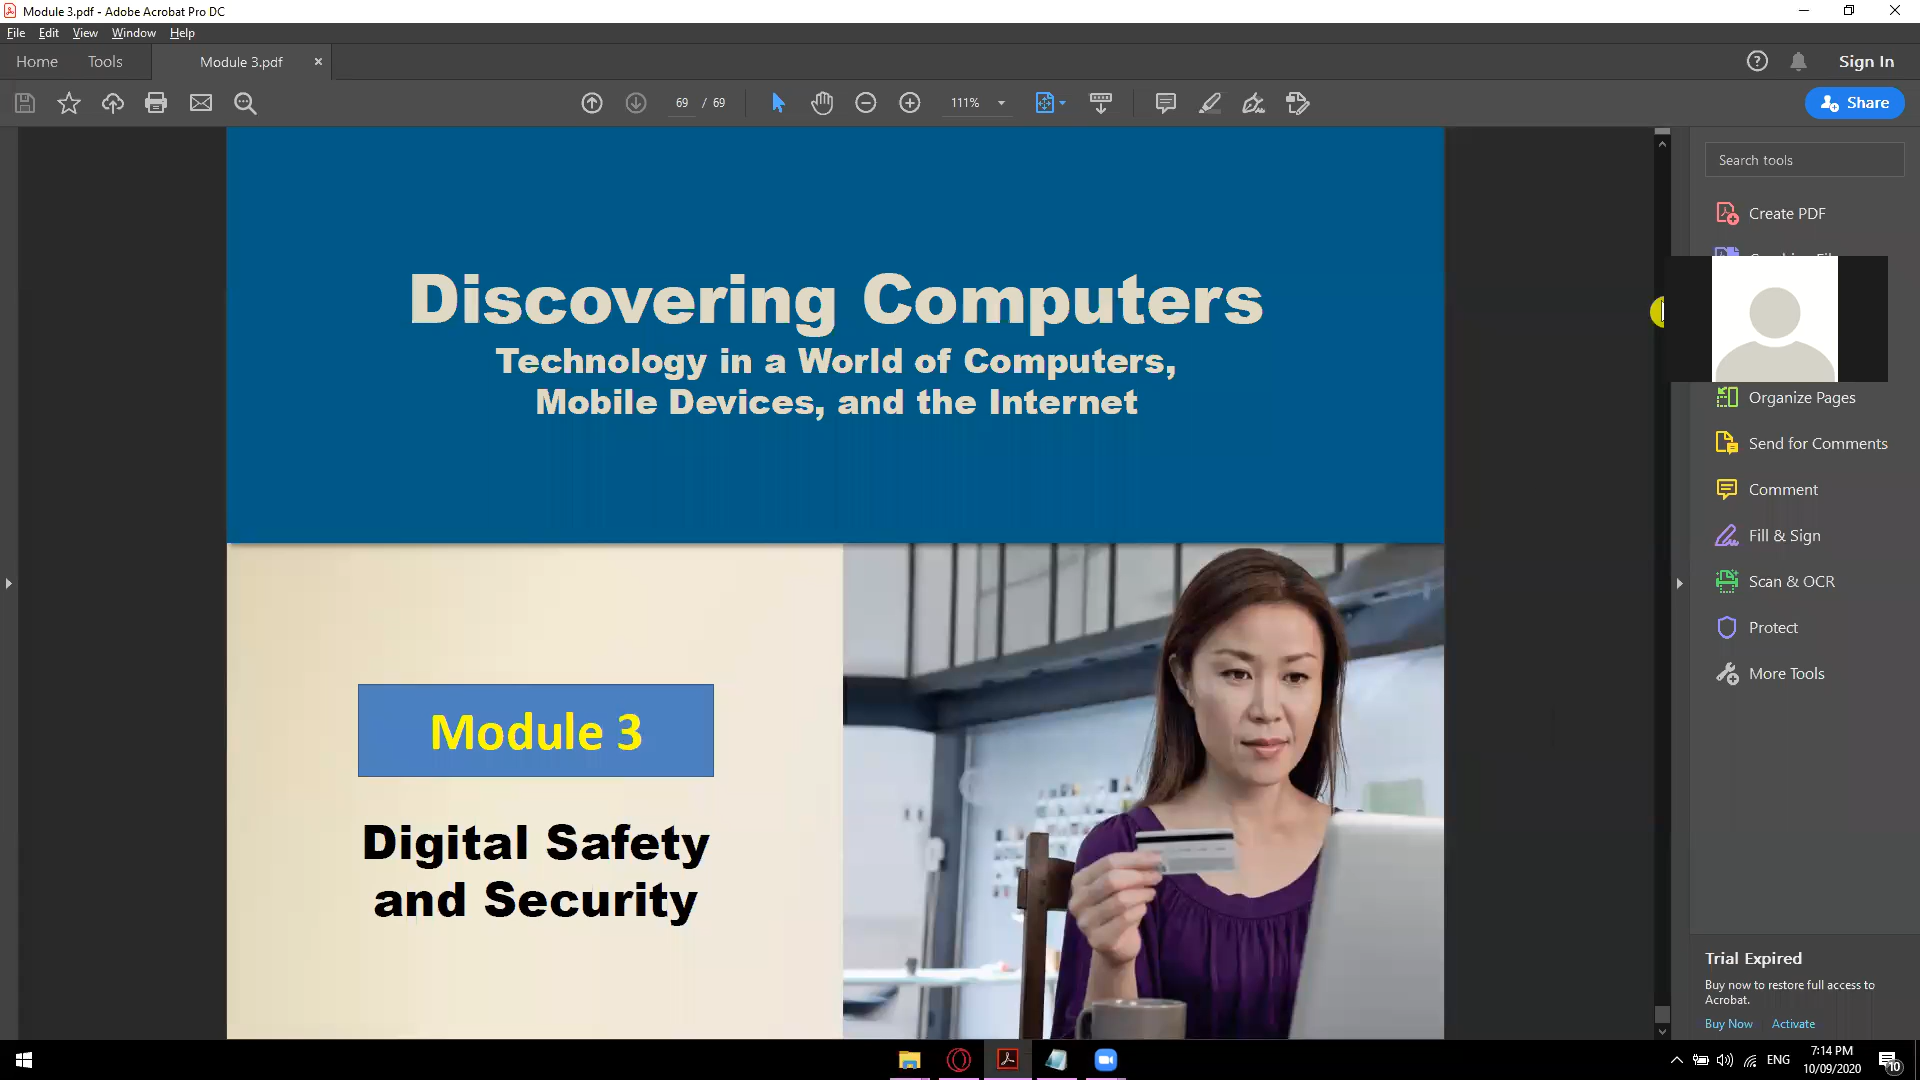 Module 3.pdf - Adobe Acrobat Pro DC
File Edit View Window Help
Home Tools Module 3.pdf Sign In
69 / 69 111% Share
Search tools
Create PDF
Discovering Computers
Technology in a World of Computers,
Mobile Devices, and the Internet
Organize Pages
Send for Comments
Comment
Fill & Sign
Scan & OCR
Protect
More Tools
Module 3
Digital Safety
and Security
Trial Expired
Buy now to restore full access to
Acrobat.
Buy Now Activate
ENG
7:14 PM
10/09/2020
10